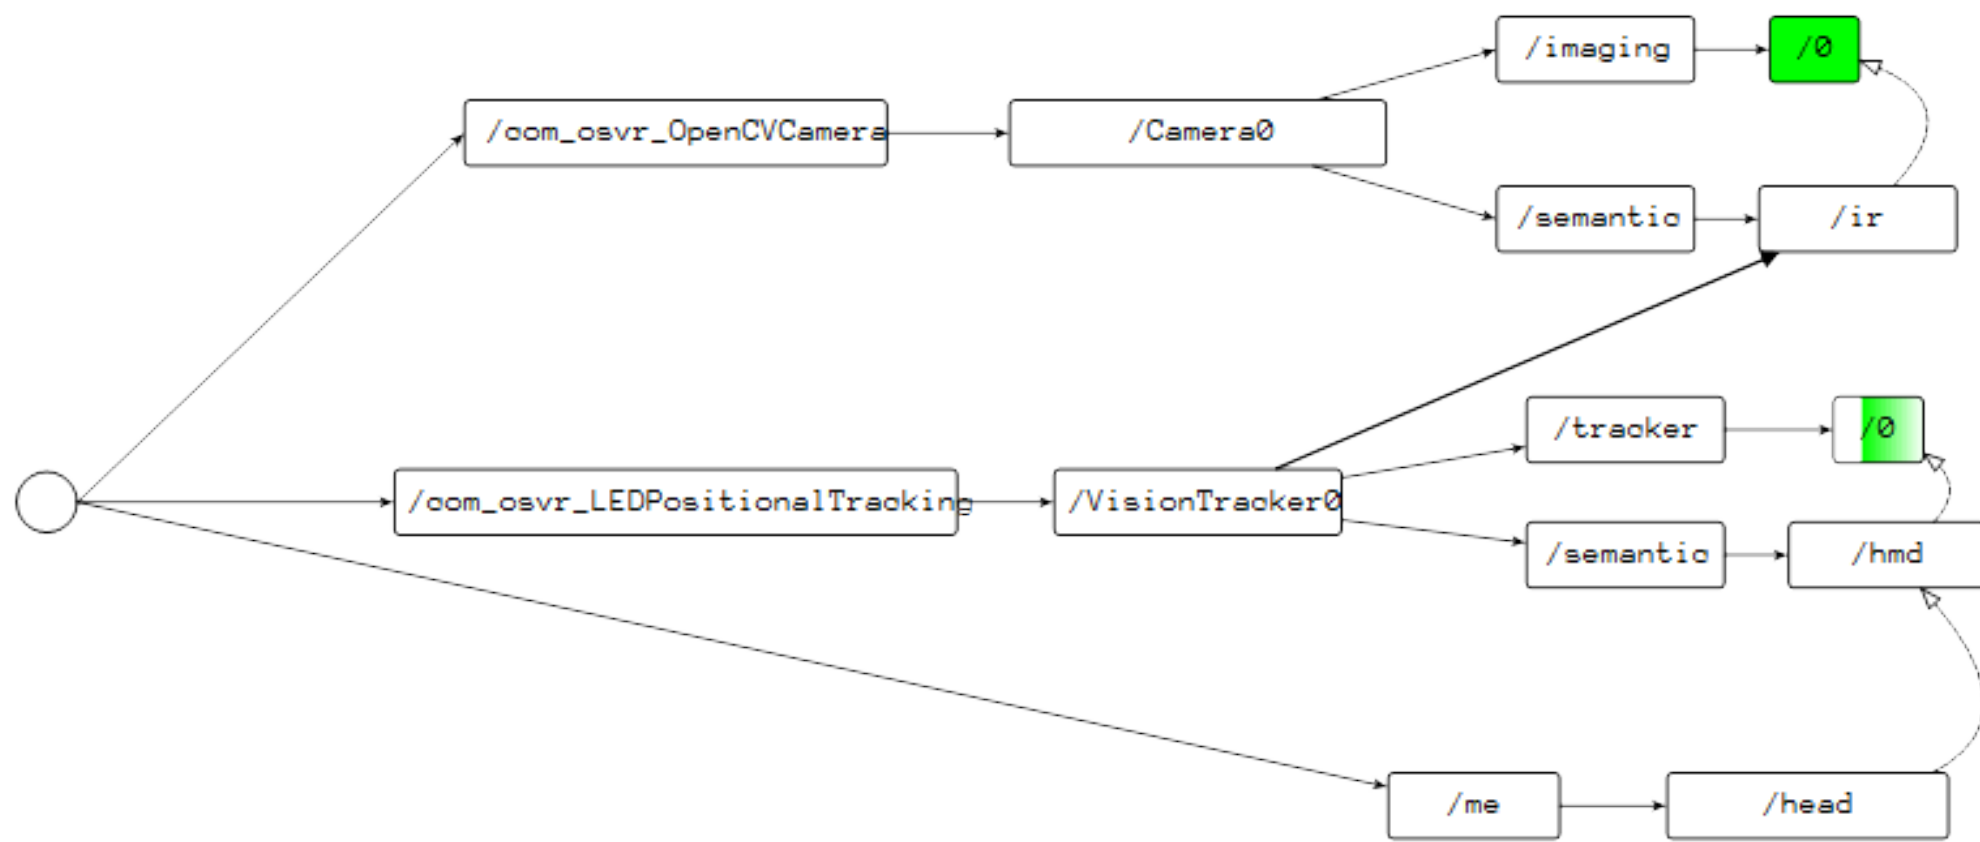 /imaging
/0
/com_osvr_OpenCVCamera
/Camera0
/semantic
/ir
/tracker
/0
/com_osvr_LEDPositionalTracking
/VisionTracker0
/semantic
/hmd
/me
/head